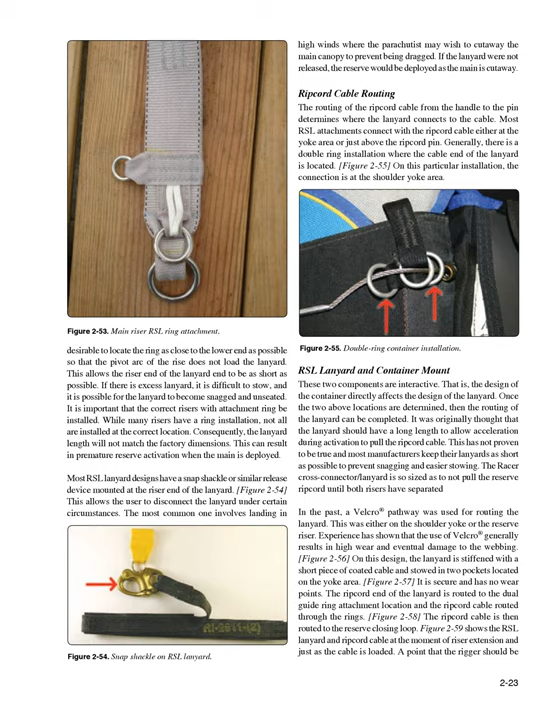 Figure 2-53. Main riser RSL ring attachment.
desirable to locate the ring as close to the lower end as possible
so that the pivot arc of the rise does not load the lanyard.
This allows the riser end of the lanyard end to be as short as
possible. If there is excess lanyard, it is difficult to stow, and
it is possible for the lanyard to become snagged and unseated.
It is important that the correct risers with attachment ring be
installed. While many risers have a ring installation, not all
are installed at the correct location. Consequently, the lanyard
length will not match the factory dimensions. This can result
in premature reserve activation when the main is deployed.
Most RSL lanyard designs have a snap shackle or similar release
device mounted at the riser end of the lanyard. [Figure 2-54]
This allows the user to disconnect the lanyard under certain
circumstances. The most common one involves landing in
Figure 2-54. Snap shackle on RSL lanyard.
high winds where the parachutist may wish to cutaway the
main canopy to prevent being dragged. If the lanyard were not
released, the reserve would be deployed as the main is cutaway.
Ripcord Cable Routing
The routing of the ripcord cable from the handle to the pin
determines where the lanyard connects to the cable. Most
RSL attachments connect with the ripcord cable either at the
yoke area or just above the ripcord pin. Generally, there is a
double ring installation where the cable end of the lanyard
is located. [Figure 2-55] On this particular installation, the
connection is at the shoulder yoke area.
Figure 2-55. Double-ring container installation.
RSL Lanyard and Container Mount
These two components are interactive. That is, the design of
the container directly affects the design of the lanyard. Once
the two above locations are determined, then the routing of
the lanyard can be completed. It was originally thought that
the lanyard should have a long length to allow acceleration
during activation to pull the ripcord cable. This has not proven
to be true and most manufacturers keep their lanyards as short
as possible to prevent snagging and easier stowing. The Racer
cross-connector/lanyard is so sized as to not pull the reserve
ripcord until both risers have separated
In the past, a Velcro® pathway was used for routing the
lanyard. This was either on the shoulder yoke or the reserve
riser. Experience has shown that the use of Velcro® generally
results in high wear and eventual damage to the webbing.
[Figure 2-56] On this design, the lanyard is stiffened with a
short piece of coated cable and stowed in two pockets located
on the yoke area. [Figure 2-57] It is secure and has no wear
points. The ripcord end of the lanyard is routed to the dual
guide ring attachment location and the ripcord cable routed
through the rings. [Figure 2-58] The ripcord cable is then
routed to the reserve closing loop. Figure 2-59 shows the RSL
lanyard and ripcord cable at the moment of riser extension and
just as the cable is loaded. A point that the rigger should be
2-23